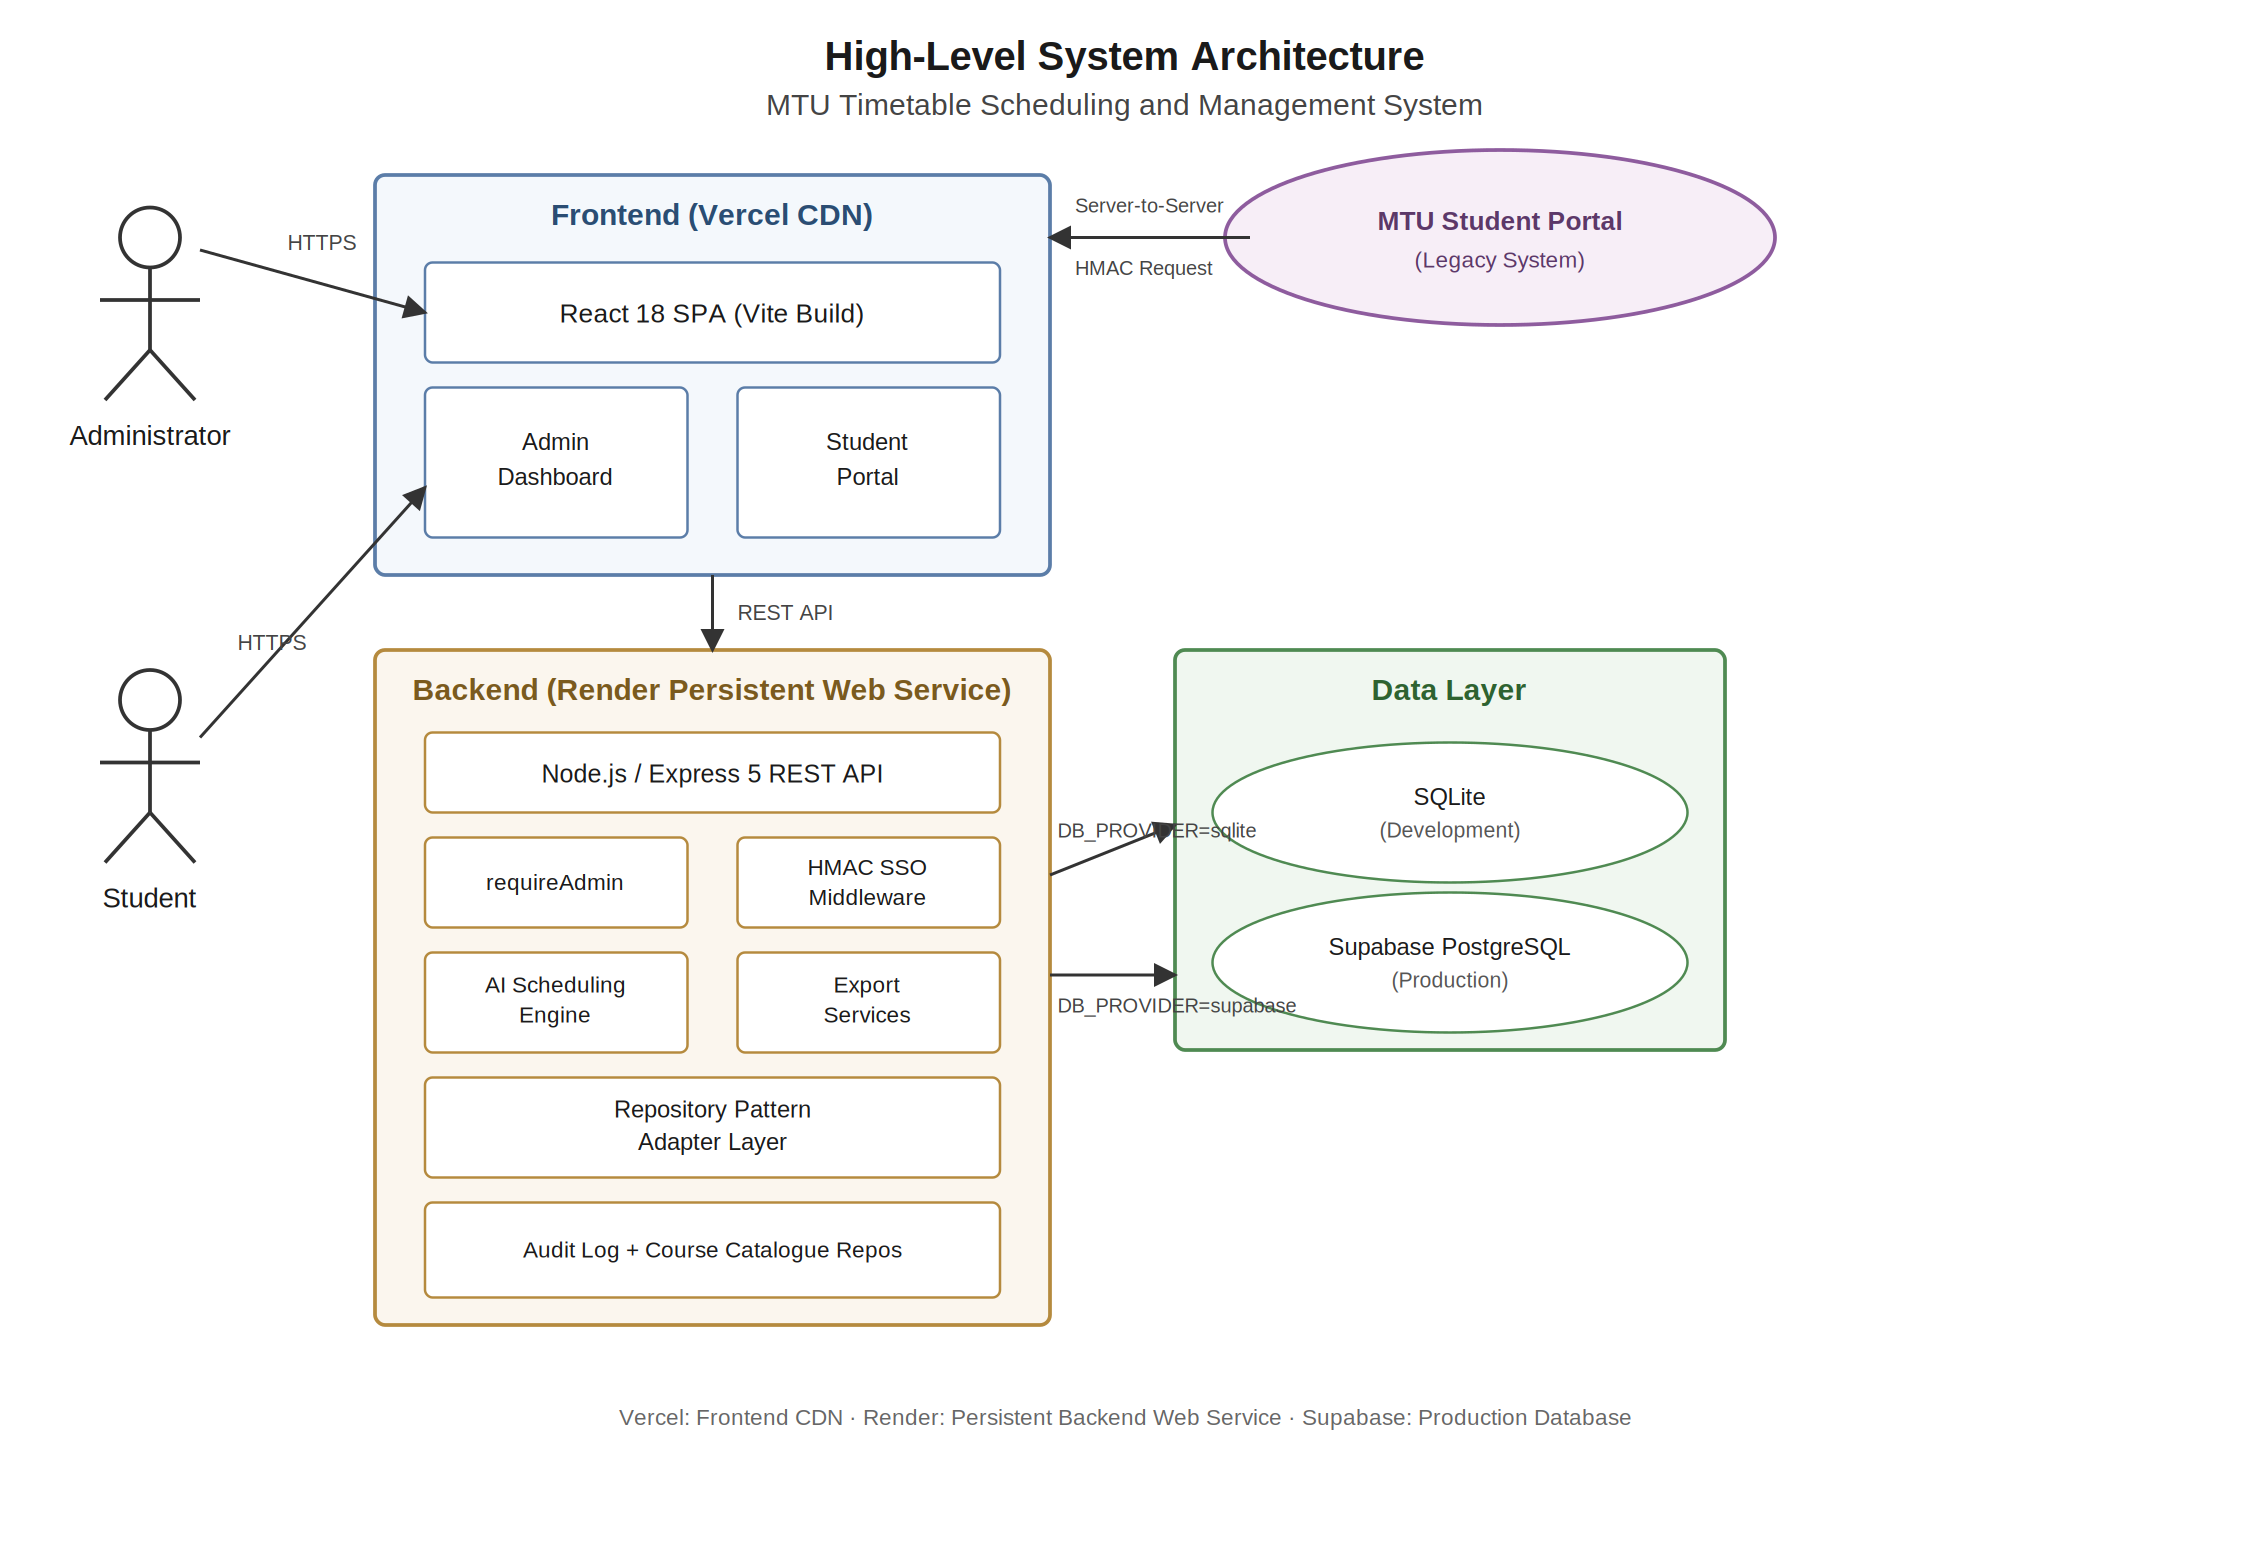 High-Level System Architecture
MTU Timetable Scheduling and Management System
Administrator
HTTPS
Student
HTTPS
Frontend (Vercel CDN)
React 18 SPA (Vite Build)
Admin
Dashboard
Student
Portal
Server-to-Server
HMAC Request
MTU Student Portal
(Legacy System)
REST API
Backend (Render Persistent Web Service)
Node.js / Express 5 REST API
requireAdmin
HMAC SSO
Middleware
AI Scheduling
Engine
Export
Services
Repository Pattern
Adapter Layer
Audit Log + Course Catalogue Repos
DB_PROVIDER=sqlite
DB_PROVIDER=supabase
Data Layer
SQLite
(Development)
Supabase PostgreSQL
(Production)
Vercel: Frontend CDN · Render: Persistent Backend Web Service · Supabase: Production Database